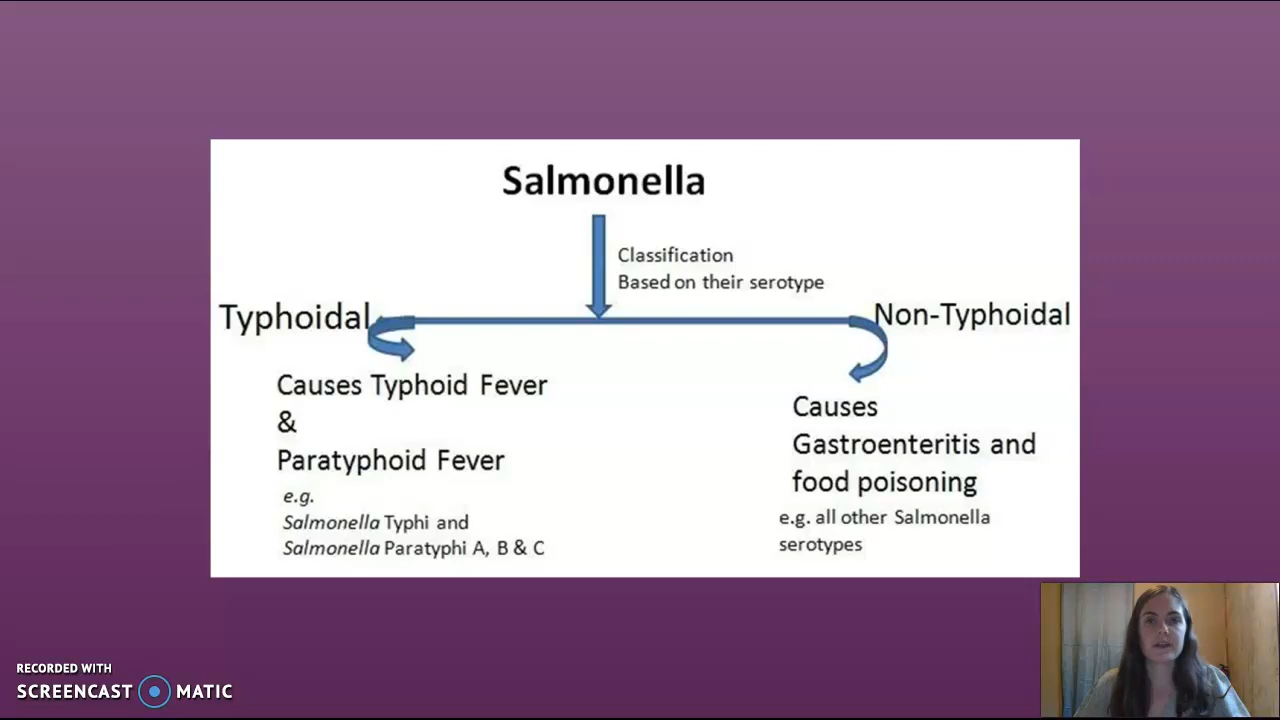 Salmonella
Classification
Based on their serotype
Typhoidal
Non-Typhoidal
Causes Typhoid Fever
&
Paratyphoid Fever
e.g.
Salmonella Typhi and
Salmonella Paratyphi A, B & C
Causes
Gastroenteritis and
food poisoning
e.g. all other Salmonella
serotypes
RECORDED WITH
SCREENCAST MATIC